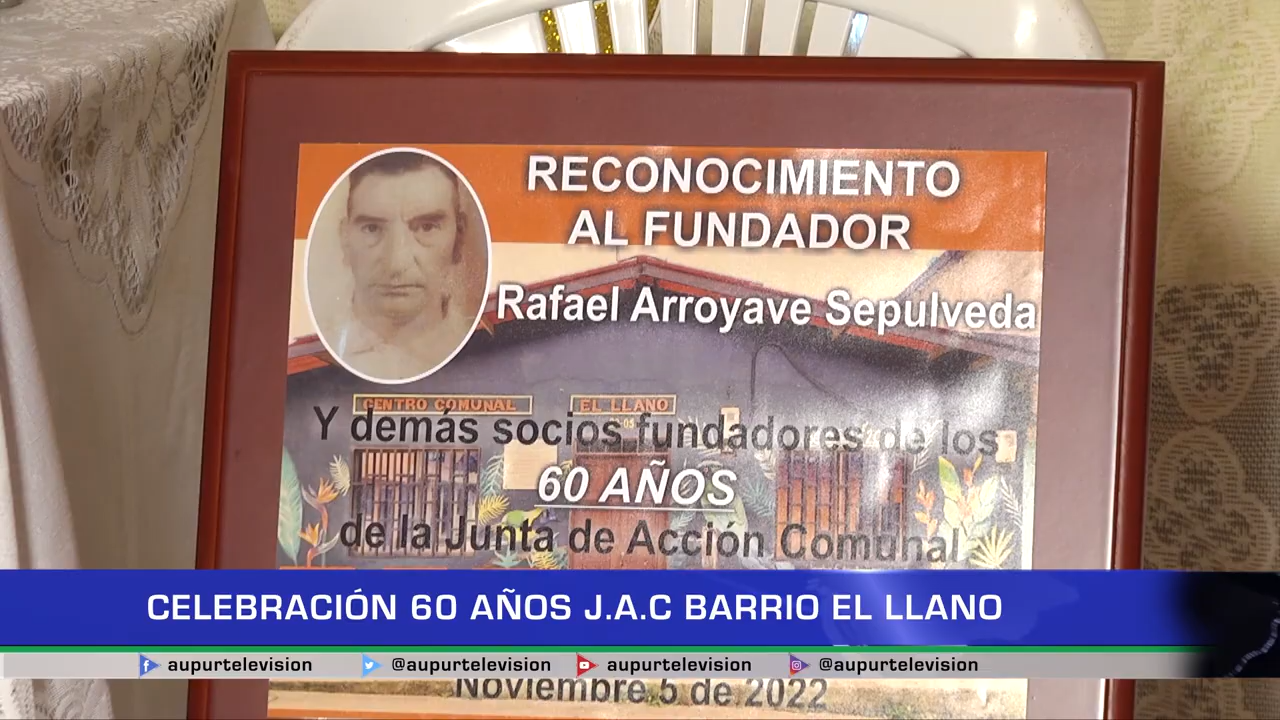 RECONOCIMIENTO
AL FUNDADOR
Rafael Arroyave Sepulveda
CENTRO COMUNAL EL LLANO
Y demás socios fundadores de los
60 AÑOS
de la Junta de Acción Comunal
CELEBRACIÓN 60 AÑOS J.A.C BARRIO EL LLANO
aupurtelevision @aupurtelevision aupurtelevision @aupurtelevision
Noviembre 5 de 2022